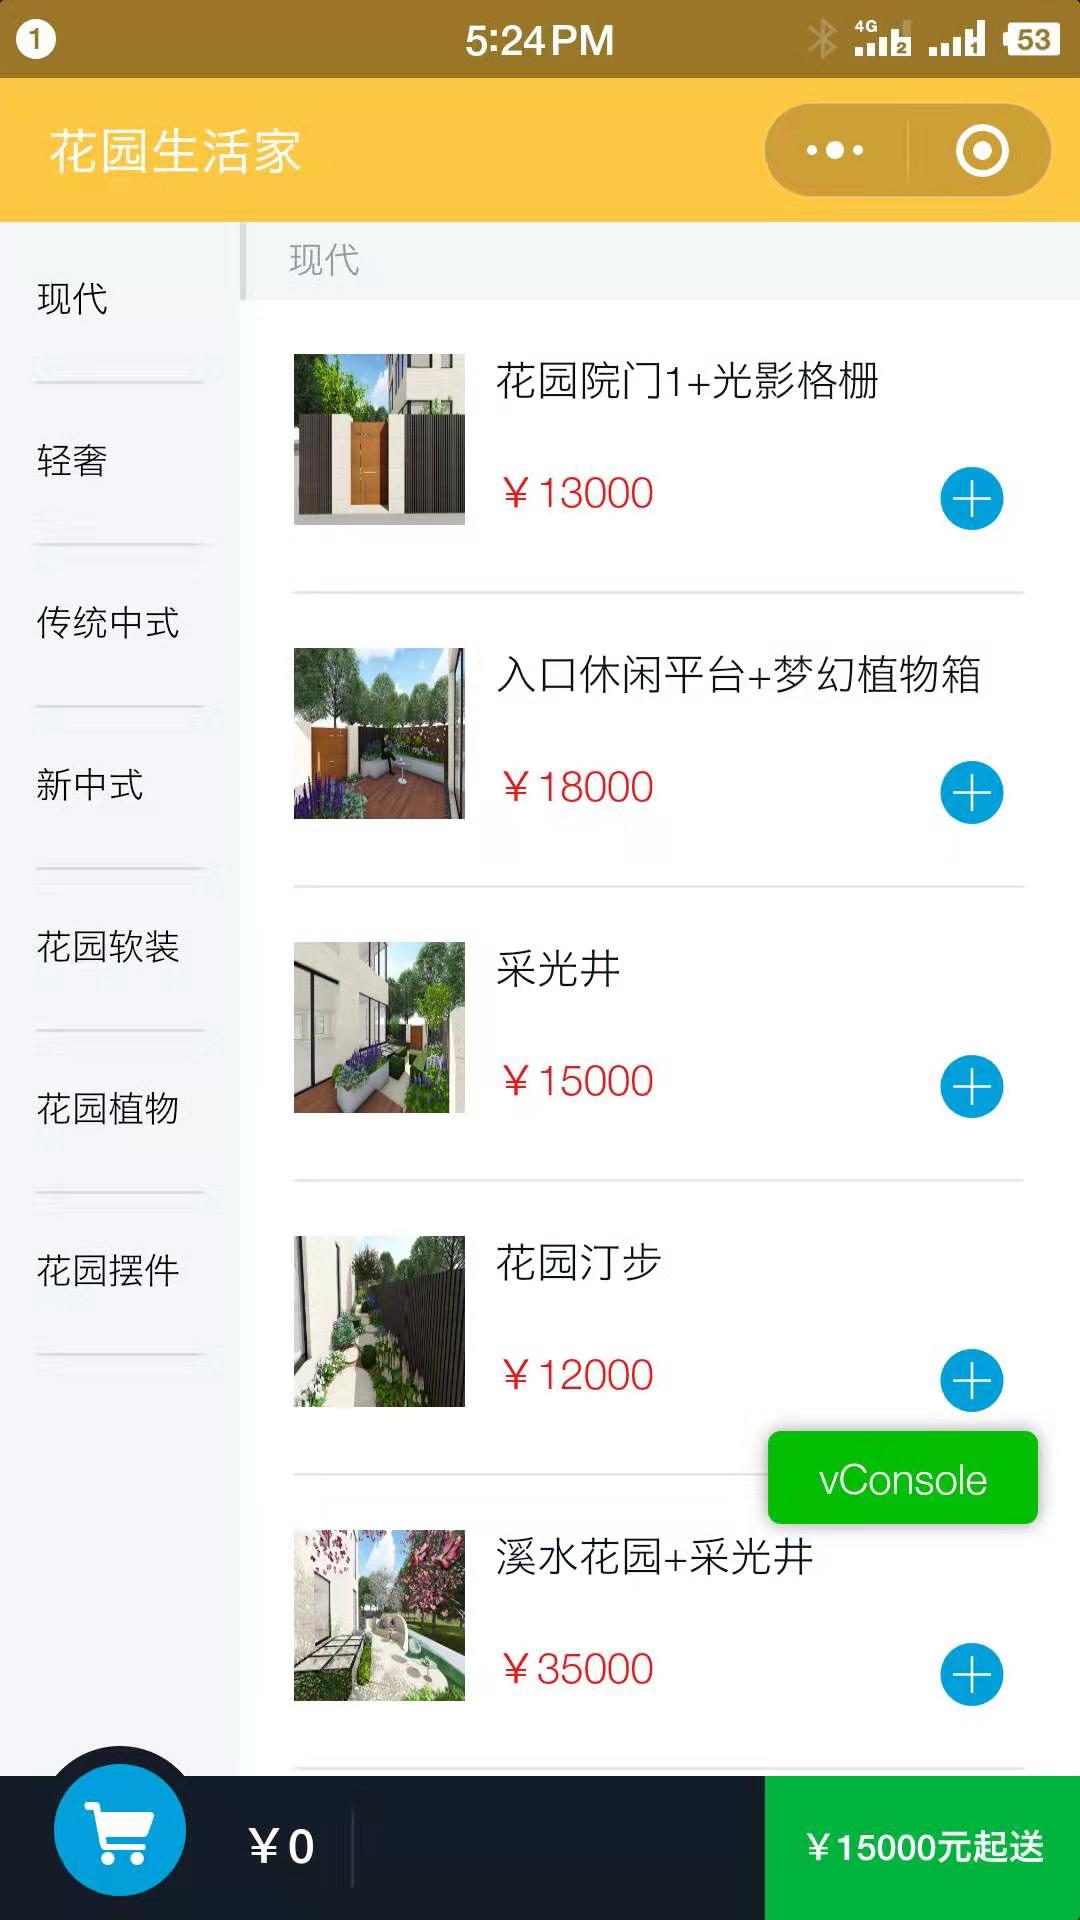 1
5:24PM
4G
2
1
53
花园生活家
现代
轻奢
传统中式
新中式
花园软装
花园植物
花园摆件
现代
花园院门1+光影格栅
￥13000
入口休闲平台+梦幻植物箱
￥18000
采光井
￥15000
花园汀步
￥12000
vConsole
溪水花园+采光井
￥35000
￥0
￥15000元起送